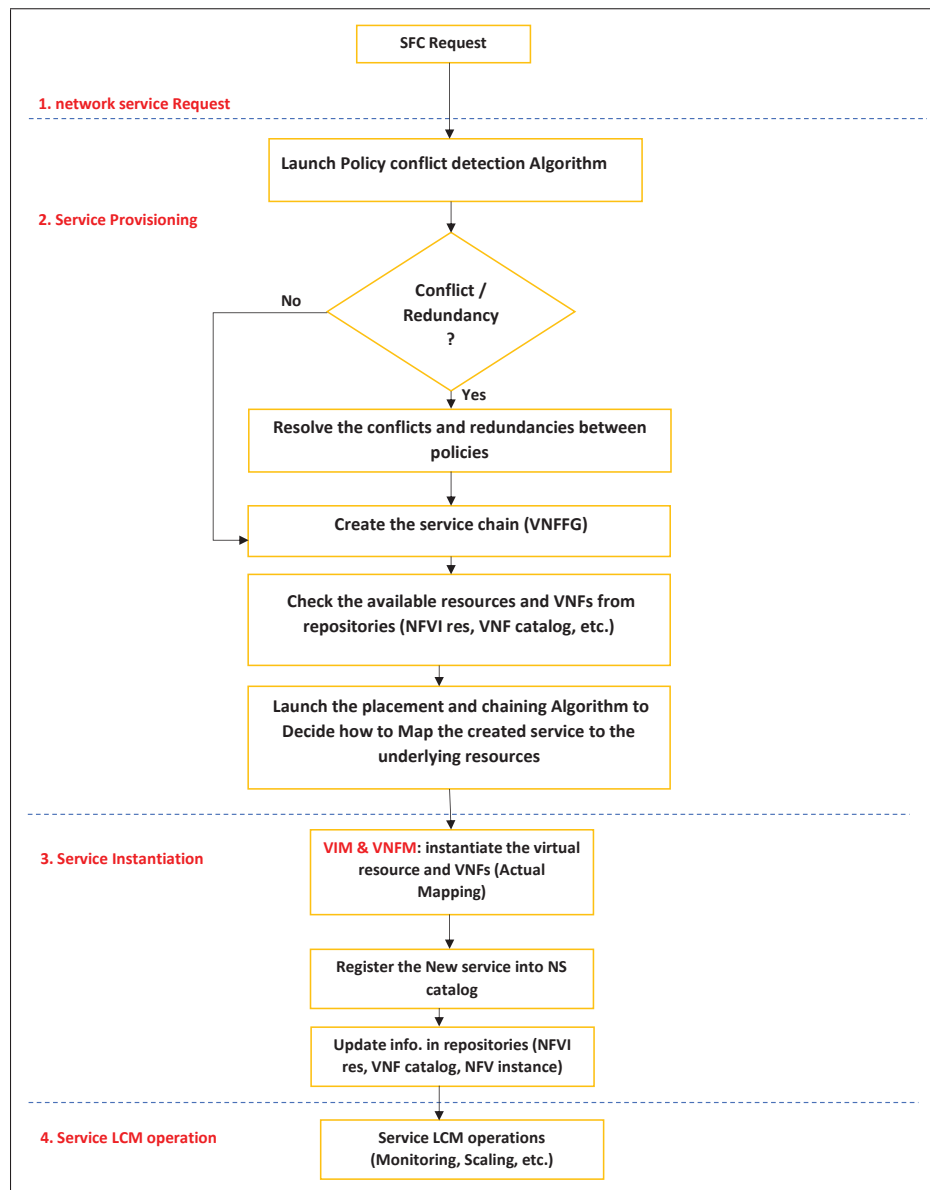 SFC Request
1. network service Request
Launch Policy conflict detection Algorithm
2. Service Provisioning
Conflict /
Redundancy
?
No
Yes
Resolve the conflicts and redundancies between
policies
Create the service chain (VNFFG)
Check the available resources and VNFs from
repositories (NFVI res, VNF catalog, etc.)
Launch the placement and chaining Algorithm to
Decide how to Map the created service to the
underlying resources
3. Service Instantiation
VIM & VNFM: instantiate the virtual
resource and VNFs (Actual
Mapping)
Register the New service into NS
catalog
Update info. in repositories (NFVI
res, VNF catalog, NFV instance)
4. Service LCM operation
Service LCM operations
(Monitoring, Scaling, etc.)